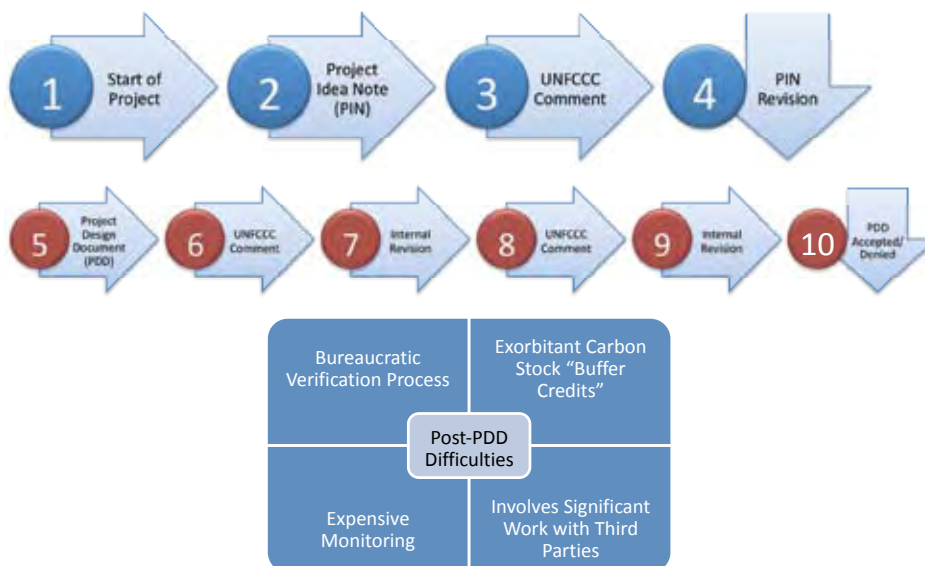 1
Start of
Project
2
Project
Idea Note
(PIN)
3
UNFCCC
Comment
4
PIN
Revision
5
Project
Design
Document
(PDD)
6
UNFCCC
Comment
7
Internal
Revision
8
UNFCCC
Comment
9
Internal
Revision
10
PDD
Accepted/
Denied
Bureaucratic
Verification Process
Exorbitant Carbon
Stock “Buffer
Credits”
Post-PDD
Difficulties
Expensive
Monitoring
Involves Significant
Work with Third
Parties